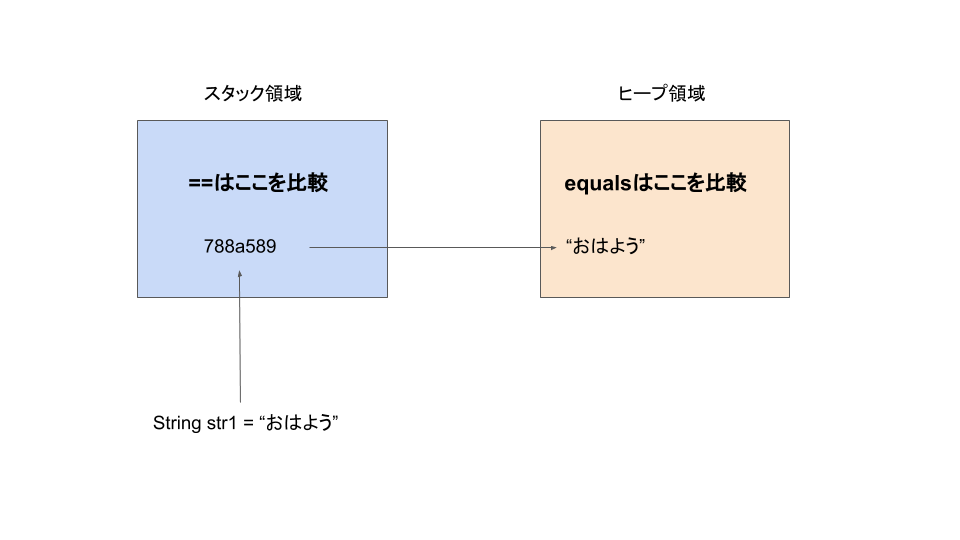 スタック領域
ヒープ領域
==はここを比較
equalsはここを比較
788a589
“おはよう”
String str1 = “おはよう”